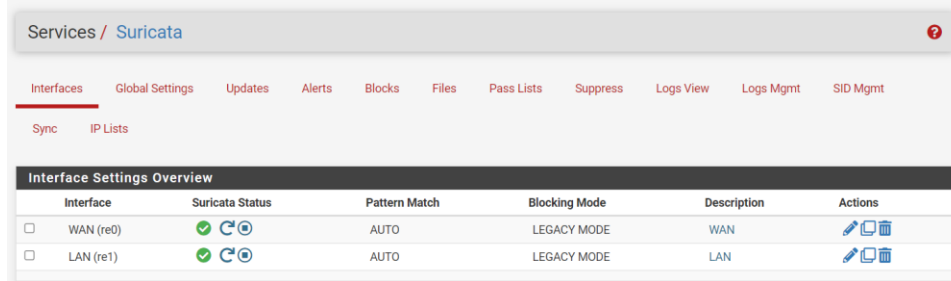 Services / Suricata
Interfaces Global Settings Updates Alerts Blocks Files Pass Lists Suppress Logs View Logs Mgmt SID Mgmt
Sync IP Lists
Interface Settings Overview
Interface Suricata Status Pattern Match Blocking Mode Description Actions
WAN (re0) AUTO LEGACY MODE WAN
LAN (re1) AUTO LEGACY MODE LAN